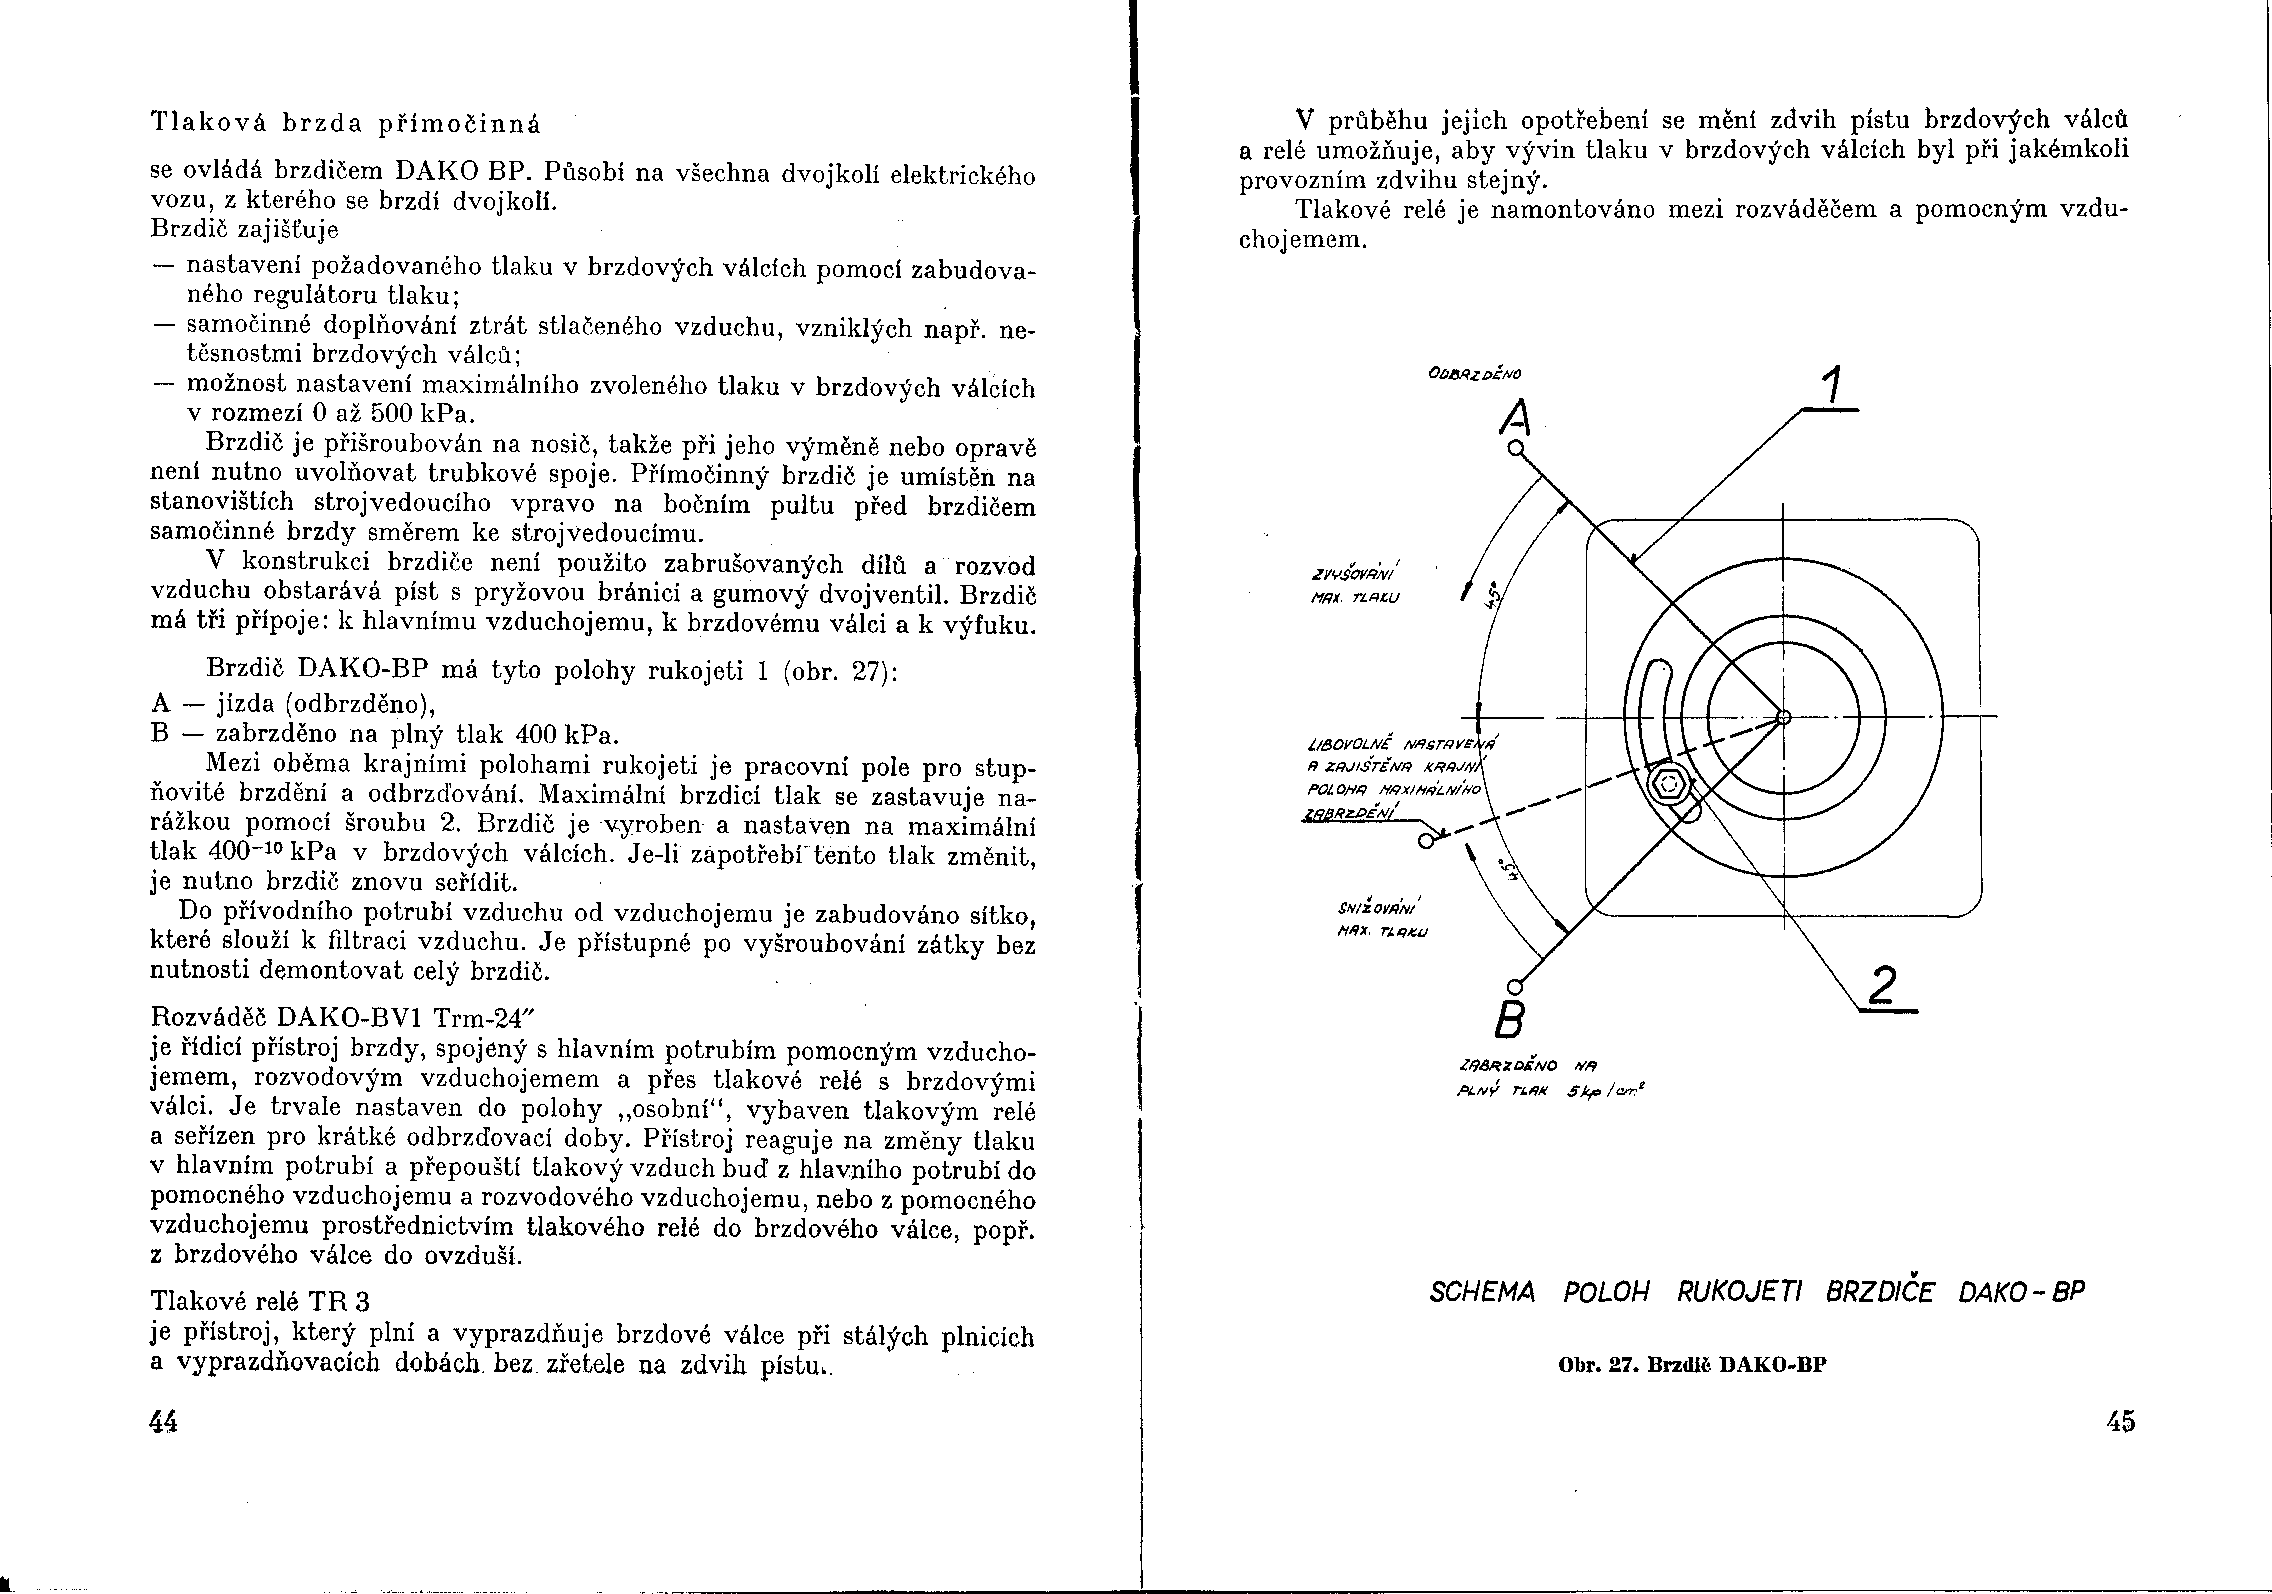 Tlaková brzda přímočinná
se ovládá brzdičem DAKO BP. Působí na všechna dvojkolí elektrického
vozu, z kterého se brzdí dvojkolí.
Brzdič zajišťuje
— nastavení požadovaného tlaku v brzdových válcích pomocí zabudova-
ného regulátoru tlaku;
— samočinné doplňování ztrát stlačeného vzduchu, vzniklých např. ne-
těsnostmi brzdových válců;
— možnost nastavení maximálního zvoleného tlaku v brzdových válcích
v rozmezí 0 až 500 kPa.
Brzdič je přišroubován na nosič, takže při jeho výměně nebo opravě
není nutno uvolňovat trubkové spoje. Přímočinný brzdič je umístěn na
stanovištích strojvedoucího vpravo na bočním pultu před brzdičem
samočinné brzdy směrem ke strojvedoucímu.
V konstrukci brzdiče není použito zabrušovaných dílů a rozvod
vzduchu obstarává píst s pryžovou bránicí a gumový dvojventil. Brzdič
má tři přípoje: k hlavnímu vzduchojemu, k brzdovému válci a k výfuku.
Brzdič DAKO-BP má tyto polohy rukojeti 1 (obr. 27):
A — jízda (odbrzděno),
B — zabrzděno na plný tlak 400 kPa.
Mezi oběma krajními polohami rukojeti je pracovní pole pro stup-
ňovité brzdění a odbrzďování. Maximální brzdicí tlak se zastavuje na-
rážkou pomocí šroubu 2. Brzdič je vyroben a nastaven na maximální
tlak 400⁻¹⁰ kPa v brzdových válcích. Je-li zapotřebí tento tlak změnit,
je nutno brzdič znovu seřídit.
Do přívodního potrubí vzduchu od vzduchojemu je zabudováno sítko,
které slouží k filtraci vzduchu. Je přístupné po vyšroubování zátky bez
nutnosti demontovat celý brzdič.
Rozváděč DAKO-BV1 Trm-24″
je řídicí přístroj brzdy, spojený s hlavním potrubím pomocným vzducho-
jemem, rozvodovým vzduchojemem a přes tlakové relé s brzdovými
válci. Je trvale nastaven do polohy „osobní“, vybaven tlakovým relé
a seřízen pro krátké odbrzďovací doby. Přístroj reaguje na změny tlaku
v hlavním potrubí a přepouští tlakový vzduch buď z hlavního potrubí do
pomocného vzduchojemu a rozvodového vzduchojemu, nebo z pomocného
vzduchojemu prostřednictvím tlakového relé do brzdového válce, popř.
z brzdového válce do ovzduší.
Tlakové relé TR 3
je přístroj, který plní a vyprazdňuje brzdové válce při stálých plnicích
a vyprazdňovacích dobách bez zřetele na zdvih pístu.
44
V průběhu jejich opotřebení se mění zdvih pístu brzdových válců
a relé umožňuje, aby vývin tlaku v brzdových válcích byl při jakémkoli
provozním zdvihu stejný.
Tlakové relé je namontováno mezi rozváděčem a pomocným vzdu-
chojemem.
ODBRZDĚNO
A
1
ZVYŠOVÁNÍ
MAX. TLAKU
45°
LIBOVOLNĚ NASTAVENÁ
A ZAJIŠTĚNÁ KRAJNÍ
POLOHA MAXIMÁLNÍHO
ZABRZDĚNÍ
45°
SNIŽOVÁNÍ
MAX. TLAKU
2
B
ZABRZDĚNO NA
PLNÝ TLAK 5kp/cm²
SCHEMA POLOH RUKOJETI BRZDIČE DAKO-BP
Obr. 27. Brzdič DAKO-BP
45